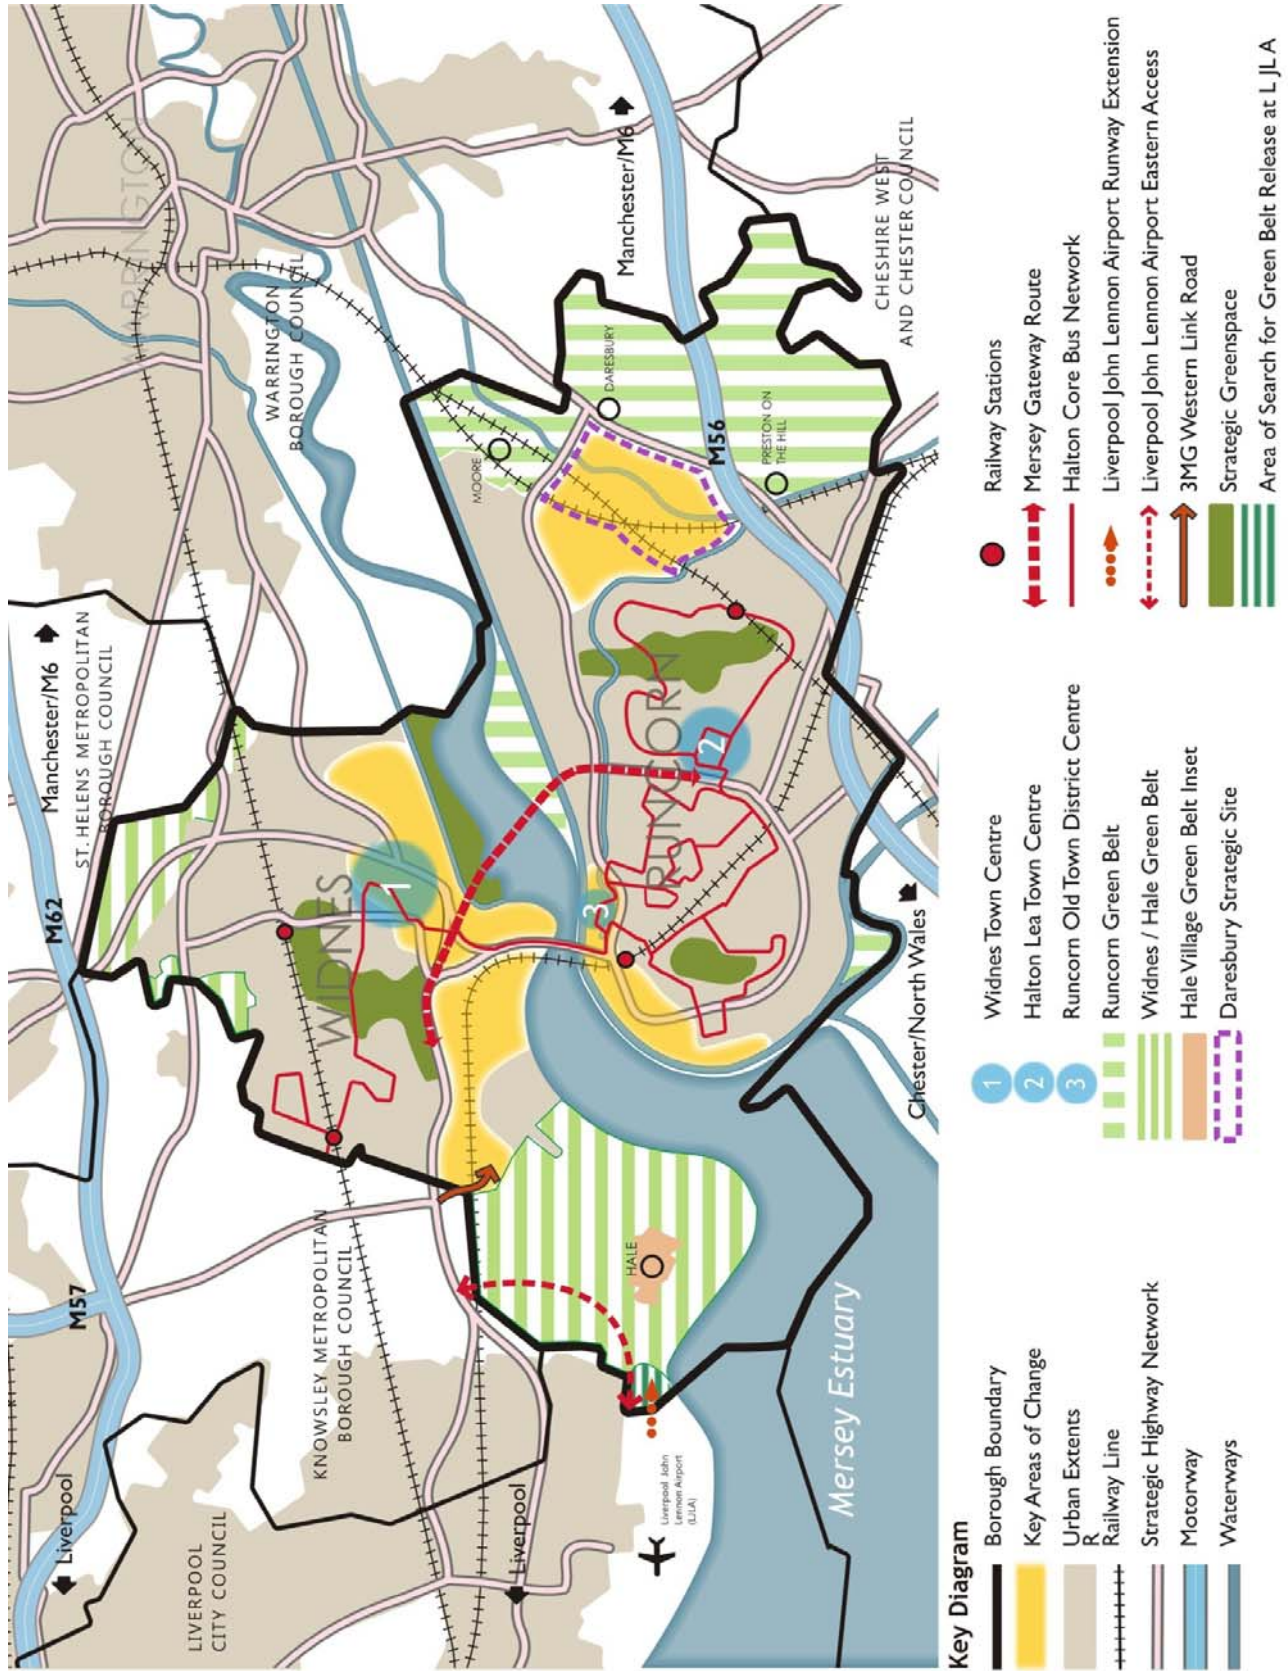 M57
M62
Manchester/M6
ST. HELENS METROPOLITAN
BOROUGH COUNCIL
Liverpool
LIVERPOOL
CITY COUNCIL
KNOWSLEY METROPOLITAN
BOROUGH COUNCIL
WIDNES
1
WARRINGTON
WARRINGTON
BOROUGH COUNCIL
Liverpool
Liverpool John
Lennon Airport
(LJLA)
HALE
Mersey Estuary
3
RUNCORN
2
MOORE
DARESBURY
PRESTON ON
THE HILL
M56
Manchester/M6
CHESHIRE WEST
AND CHESTER COUNCIL
Chester/North Wales
Key Diagram
Borough Boundary
Key Areas of Change
Urban Extents
R
Railway Line
Strategic Highway Network
Motorway
Waterways
1
Widnes Town Centre
2
Halton Lea Town Centre
3
Runcorn Old Town District Centre
Runcorn Green Belt
Widnes / Hale Green Belt
Hale Village Green Belt Inset
Daresbury Strategic Site
Railway Stations
Mersey Gateway Route
Halton Core Bus Network
Liverpool John Lennon Airport Runway Extension
Liverpool John Lennon Airport Eastern Access
3MG Western Link Road
Strategic Greenspace
Area of Search for Green Belt Release at L JL A